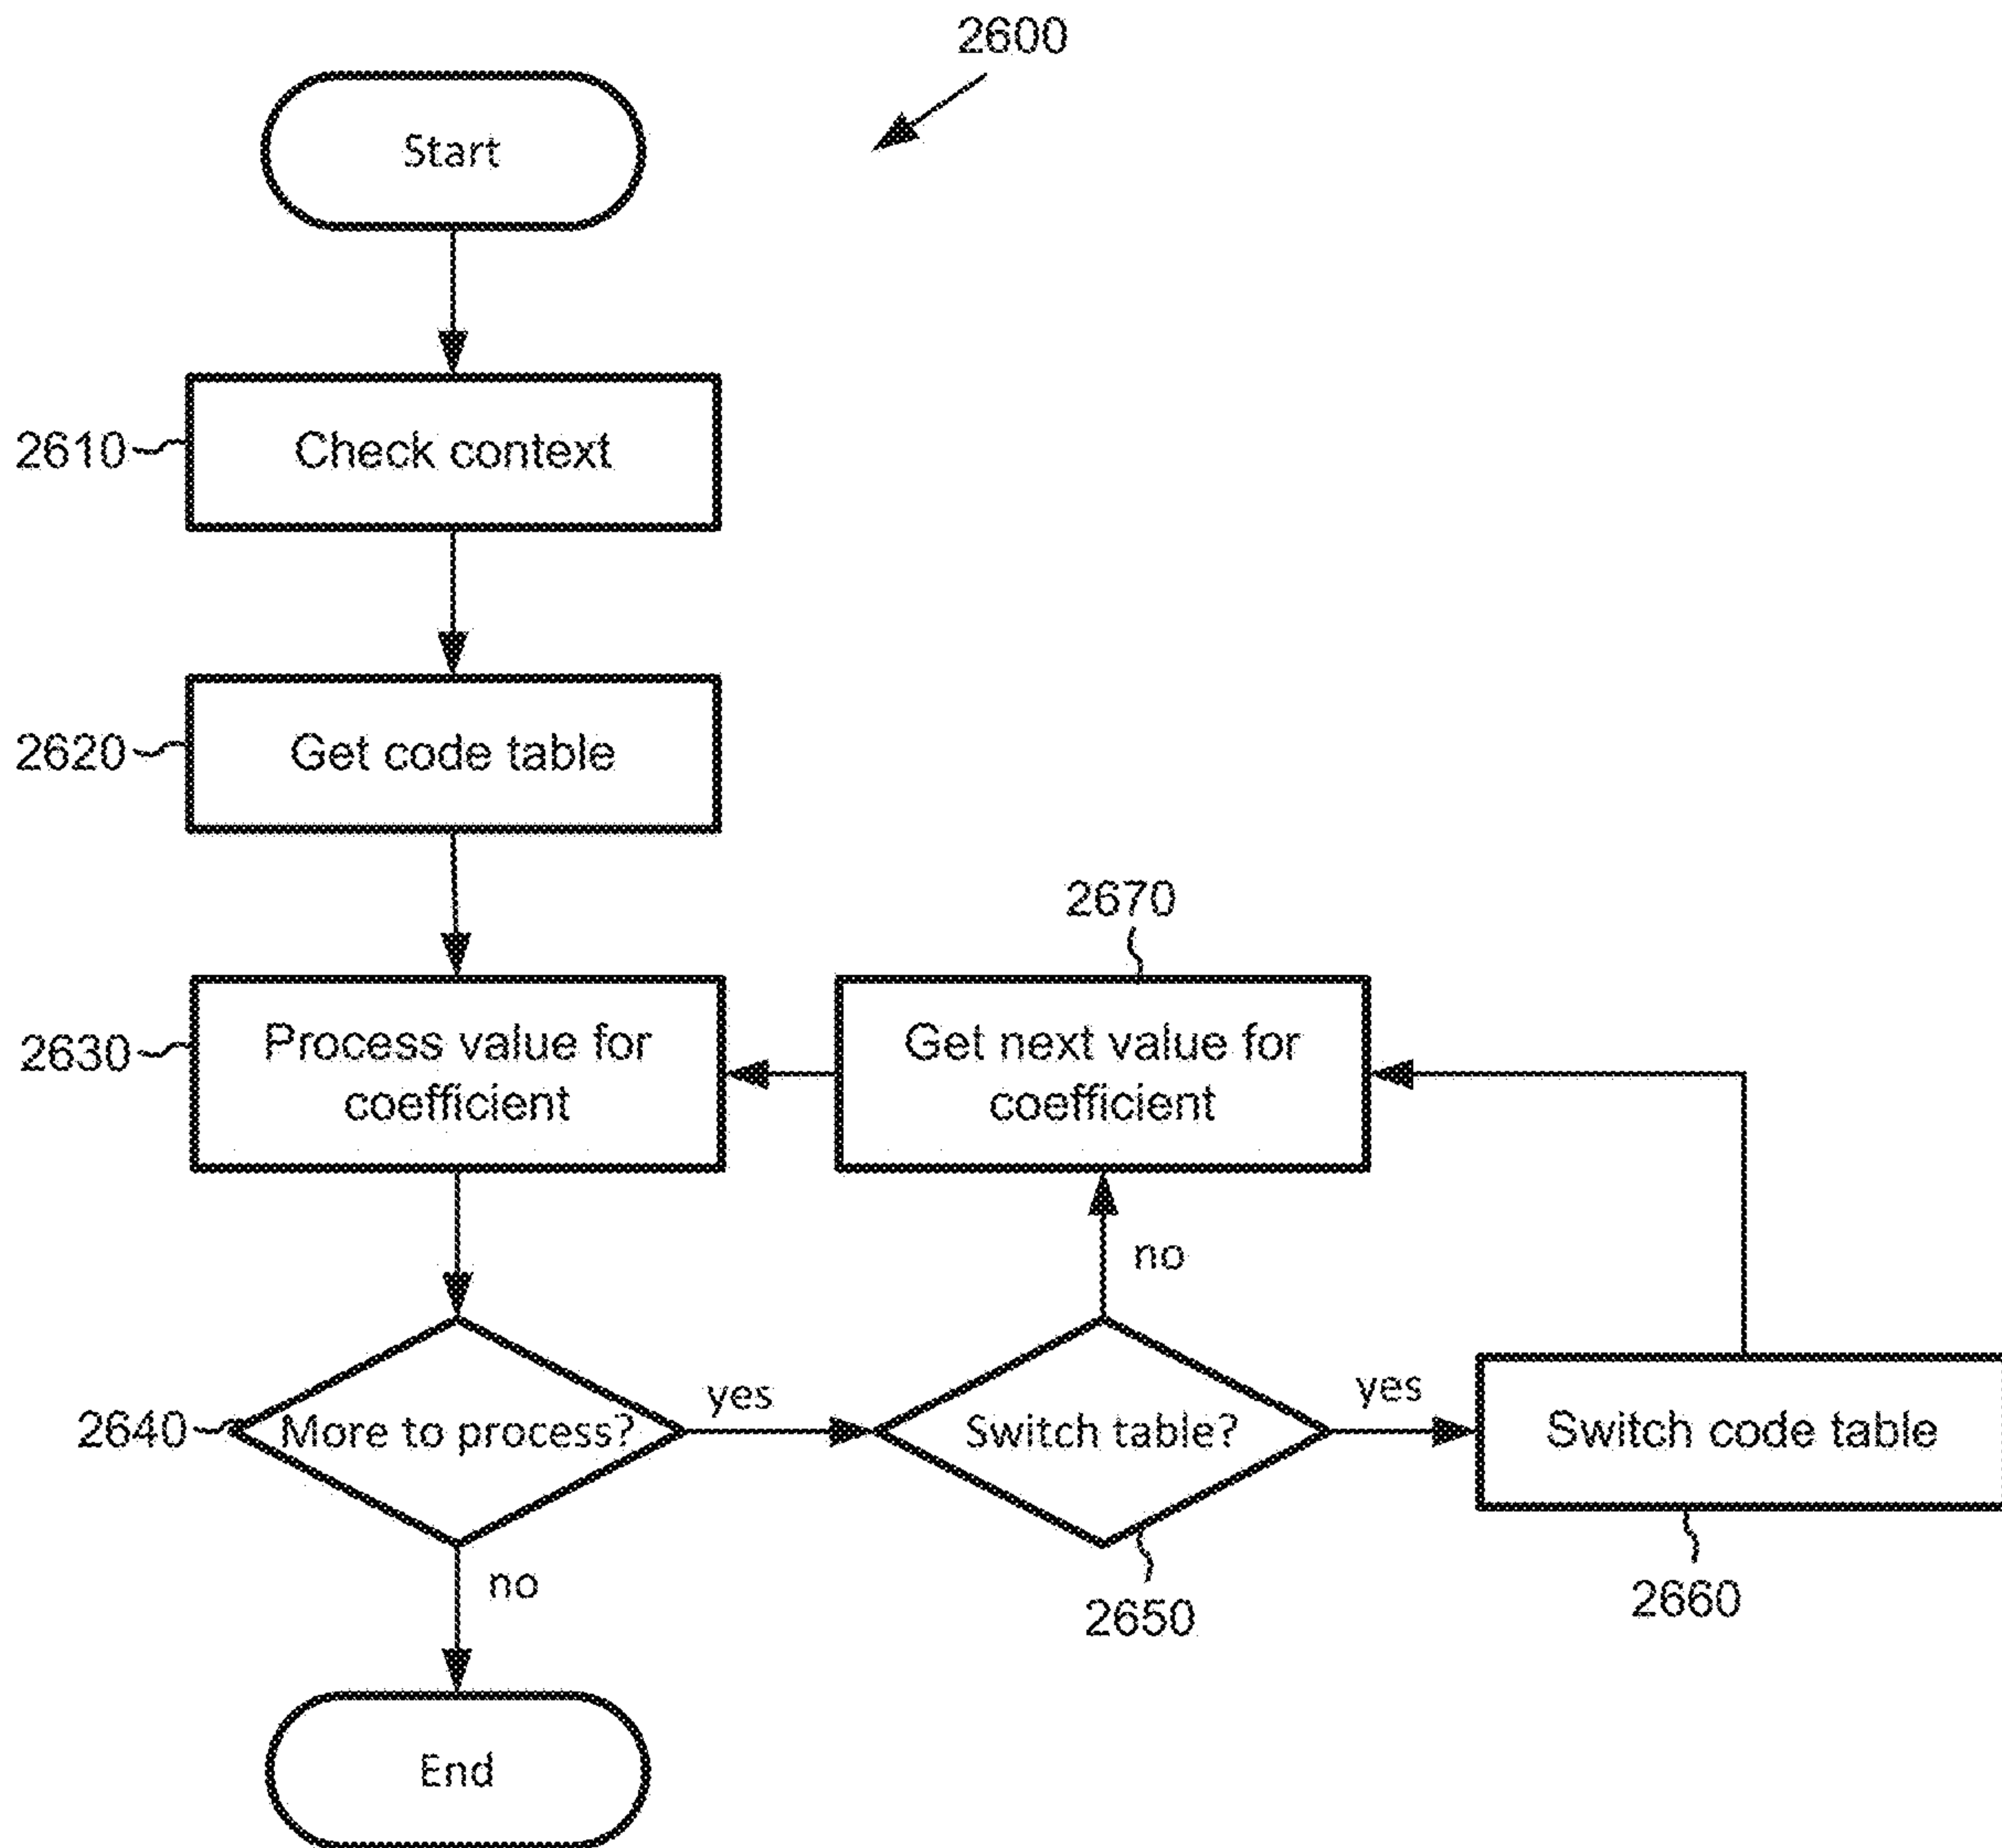 2600
Start
2610
Check context
2620
Get code table
2670
2630
Process value for
coefficient
Get next value for
coefficient
no
2640
More to process?
yes
Switch table?
yes
Switch code table
no
2650
2660
End